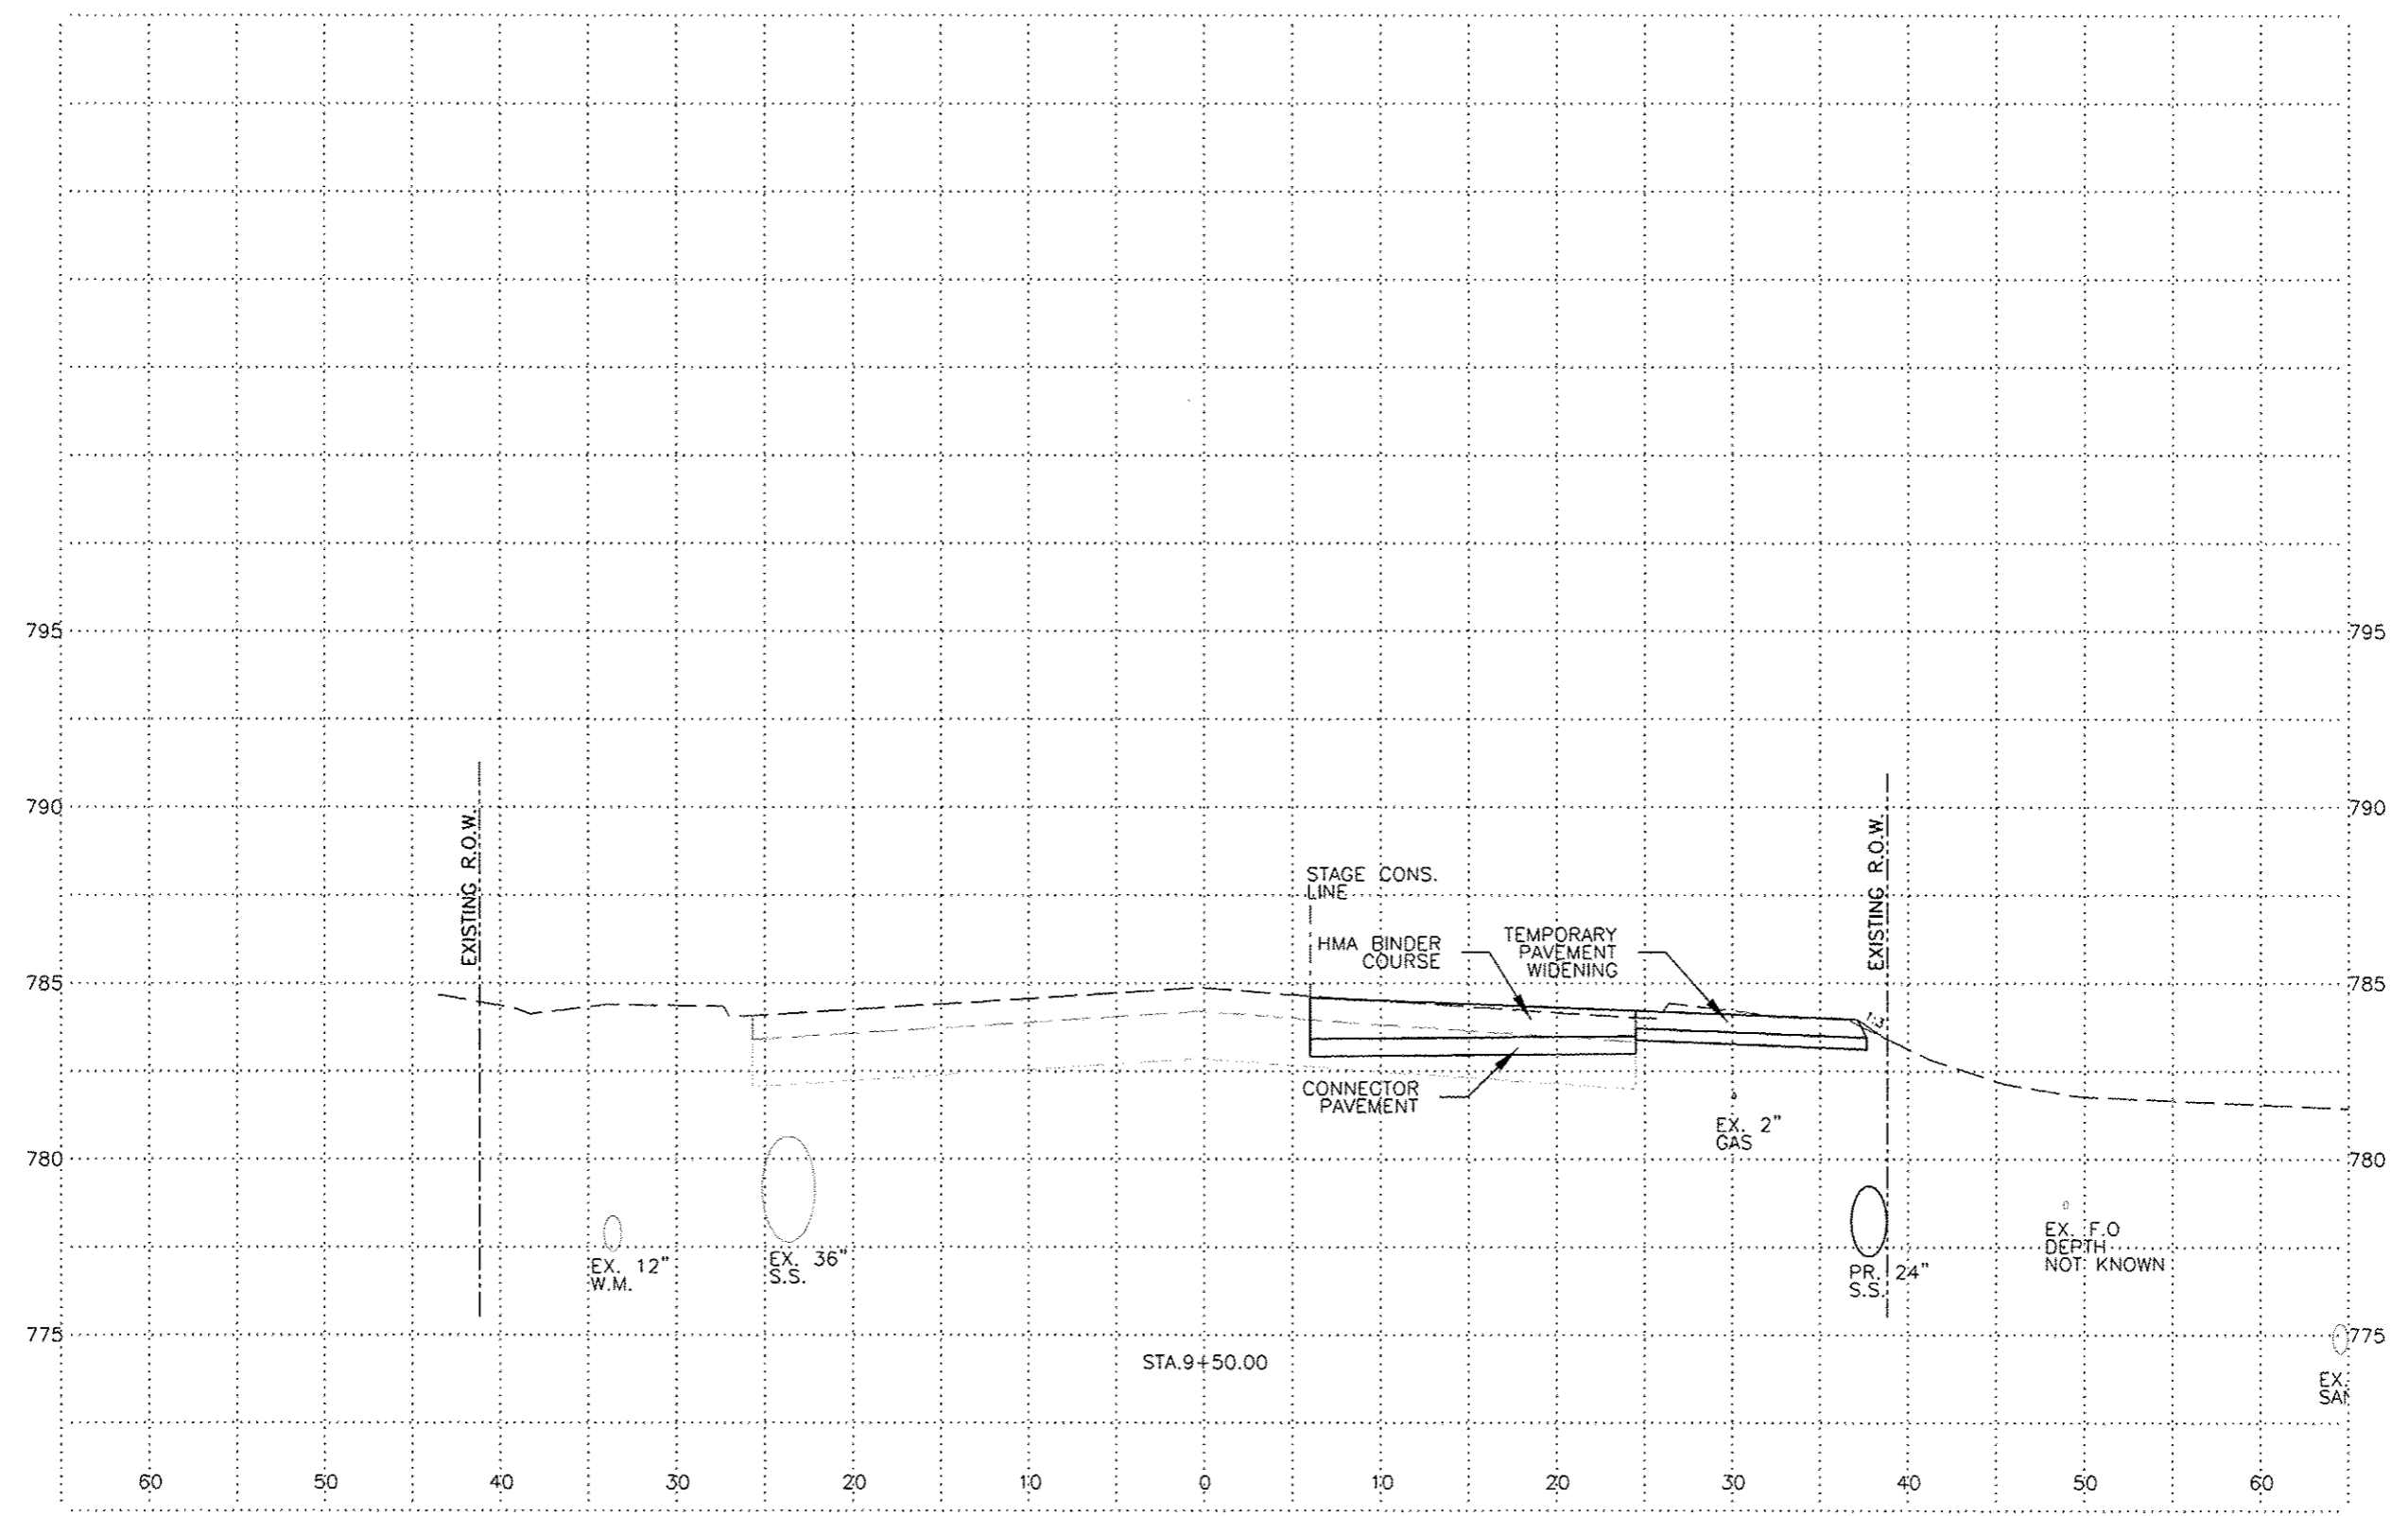 795
795
790
790
EXISTING R.O.W.
EXISTING R.O.W.
STAGE CONS.
LINE
HMA BINDER
COURSE
TEMPORARY
PAVEMENT
WIDENING
785
785
1:3
CONNECTOR
PAVEMENT
EX. 2"
GAS
780
780
EX. 12"
W.M.
EX. 36"
S.S.
PR. 24"
S.S.
EX. F.O
DEPTH
NOT KNOWN
775
775
STA.9+50.00
EX.
60
50
40
30
20
10
0
10
20
30
40
50
60